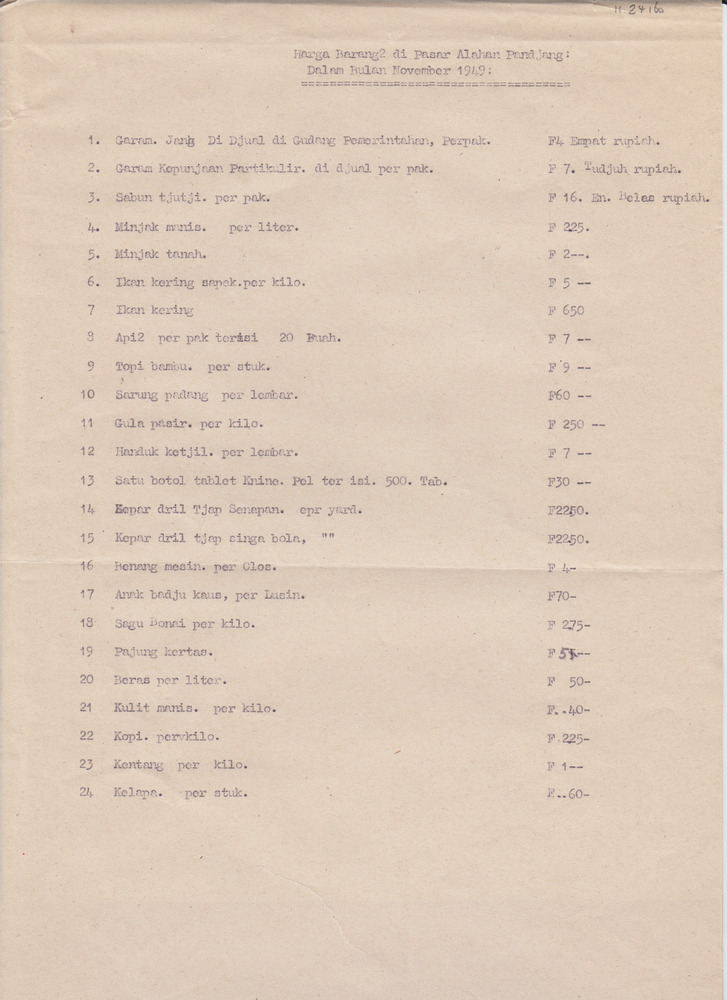 Harga Barang2 di Pasar Alahan Pandjang:
Dalam Bulan November 1949:
=====================================
1. Garam. Jang Di Djual di Gudang Pemerintahan, Perpak. F4 Empat rupiah.
2. Garam Kepunjaan Partikulir. di djual per pak. F 7. Tudjuh rupiah.
3. Sabun tjutji. per pak. F 16. En. Belas rupiah.
4. Minjak manis. per liter. F 225.
5. Minjak tanah. F 2--.
6. Ikan kering sapek.per kilo. F 5 --
7 Ikan kering F 650
8 Api2 per pak terisi 20 Buah. F 7 --
9 Topi bambu. per stuk. F 9 --
10 Sarung padang per lembar. F60 --
11 Gula pasir. per kilo. F 250 --
12 Handuk ketjil. per lembar. F 7 --
13 Satu botol tablet Knine. Pel ter isi. 500. Tab. F30 --
14 Kepar dril Tjap Senapan. epr yard. F2250.
15 Kepar dril tjap singa bola, "" F2250.
16 Benang mesin. per Clos. F 4-
17 Anak badju kaus, per Lusin. F70-
18 Sagu Bonai per kilo. F 275-
19 Pajung kertas. F
20 Beras per liter. F 50-
21 Kulit manis. per kilo. F..40-
22 Kopi. pervkilo. F.225-
23 Kentang per kilo. F 1--
24 Kelapa. per stuk. F..60-